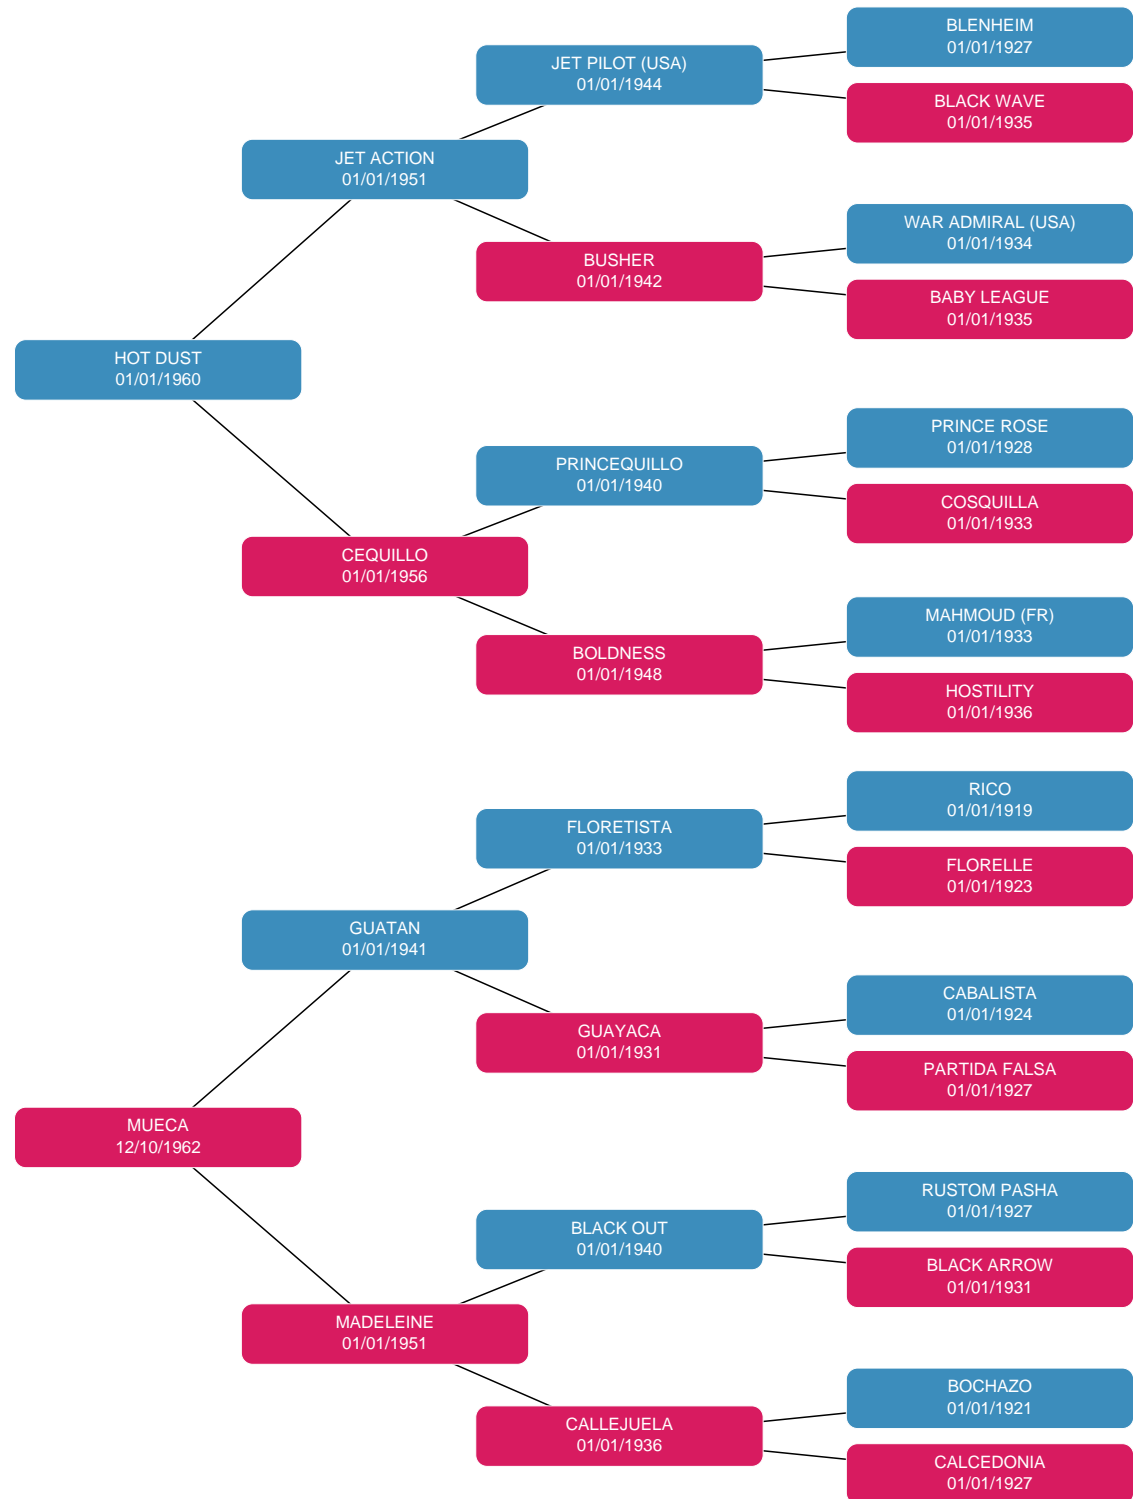 BLENHEIM
01/01/1927
JET PILOT (USA)
01/01/1944
BLACK WAVE
01/01/1935
JET ACTION
01/01/1951
WAR ADMIRAL (USA)
01/01/1934
BUSHER
01/01/1942
BABY LEAGUE
01/01/1935
HOT DUST
01/01/1960
PRINCE ROSE
01/01/1928
PRINCEQUILLO
01/01/1940
COSQUILLA
01/01/1933
CEQUILLO
01/01/1956
MAHMOUD (FR)
01/01/1933
BOLDNESS
01/01/1948
HOSTILITY
01/01/1936
RICO
01/01/1919
FLORETISTA
01/01/1933
FLORELLE
01/01/1923
GUATAN
01/01/1941
CABALISTA
01/01/1924
GUAYACA
01/01/1931
PARTIDA FALSA
01/01/1927
MUECA
12/10/1962
RUSTOM PASHA
01/01/1927
BLACK OUT
01/01/1940
BLACK ARROW
01/01/1931
MADELEINE
01/01/1951
BOCHAZO
01/01/1921
CALLEJUELA
01/01/1936
CALCEDONIA
01/01/1927